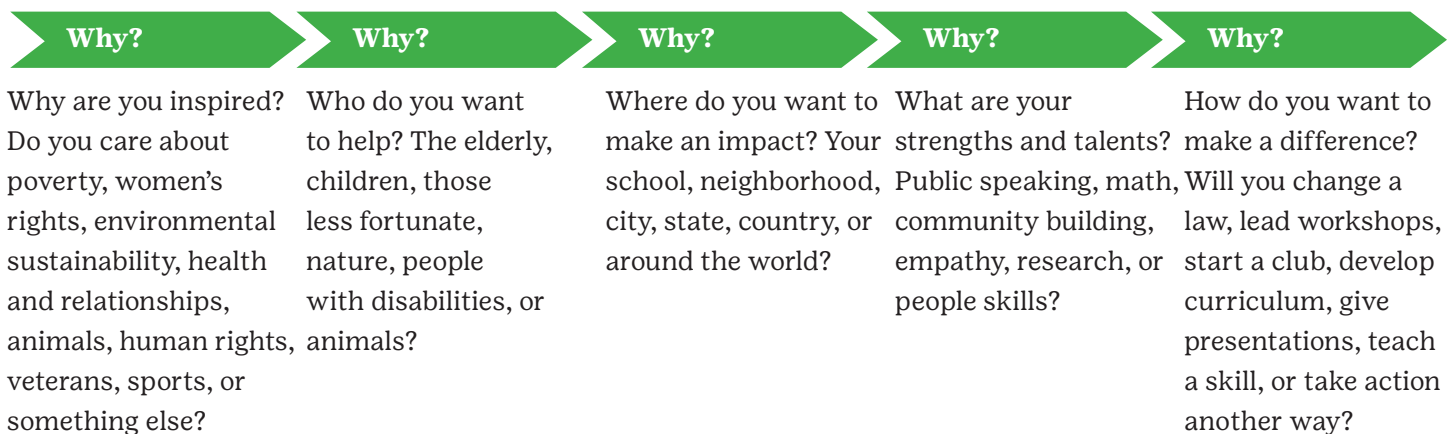 Why?
Why are you inspired?
Do you care about
poverty, women’s
rights, environmental
sustainability, health
and relationships,
animals, human rights,
veterans, sports, or
something else?
Why?
Who do you want
to help? The elderly,
children, those
less fortunate,
nature, people
with disabilities, or
animals?
Why?
Where do you want to
make an impact? Your
school, neighborhood,
city, state, country, or
around the world?
Why?
What are your
strengths and talents?
Public speaking, math,
community building,
empathy, research, or
people skills?
Why?
How do you want to
make a difference?
Will you change a
law, lead workshops,
start a club, develop
curriculum, give
presentations, teach
a skill, or take action
another way?